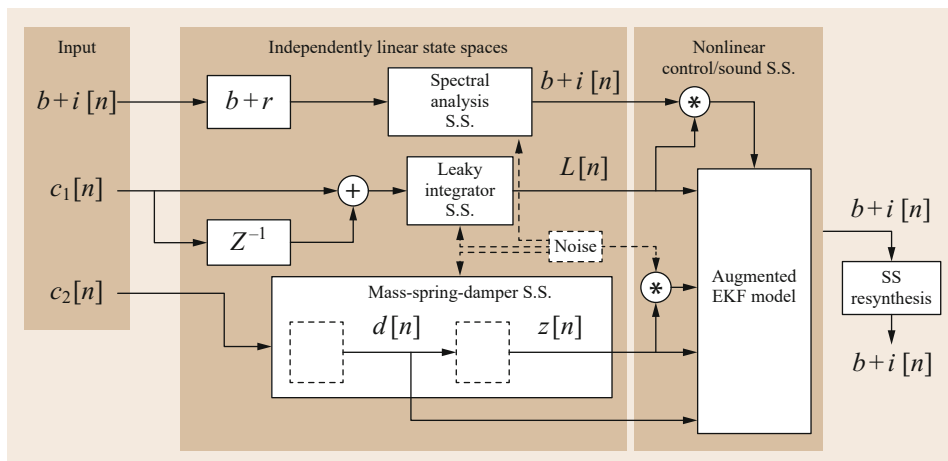 Input
Independently linear state spaces
Nonlinear
control/sound S.S.
b+i [n]
b+r
Spectral
analysis
S.S.
b+i [n]
*
c₁[n]
+
Leaky
integrator
S.S.
L[n]
Z⁻¹
Noise
c₂[n]
Mass-spring-damper S.S.
d[n]
z[n]
*
Augmented
EKF model
b+i [n]
SS
resynthesis
b+i [n]